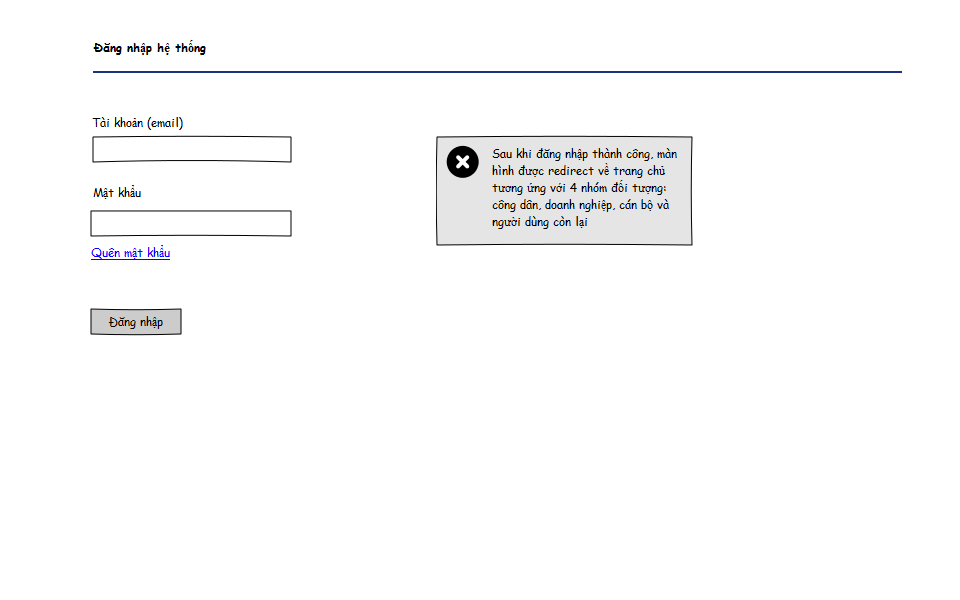 Đăng nhập hệ thống
Tài khoản (email)
Mật khẩu
Quên mật khẩu
Đăng nhập
Sau khi đăng nhập thành công, màn
hình được redirect về trang chủ
tương ứng với 4 nhóm đối tượng:
công dân, doanh nghiệp, cán bộ và
người dùng còn lại